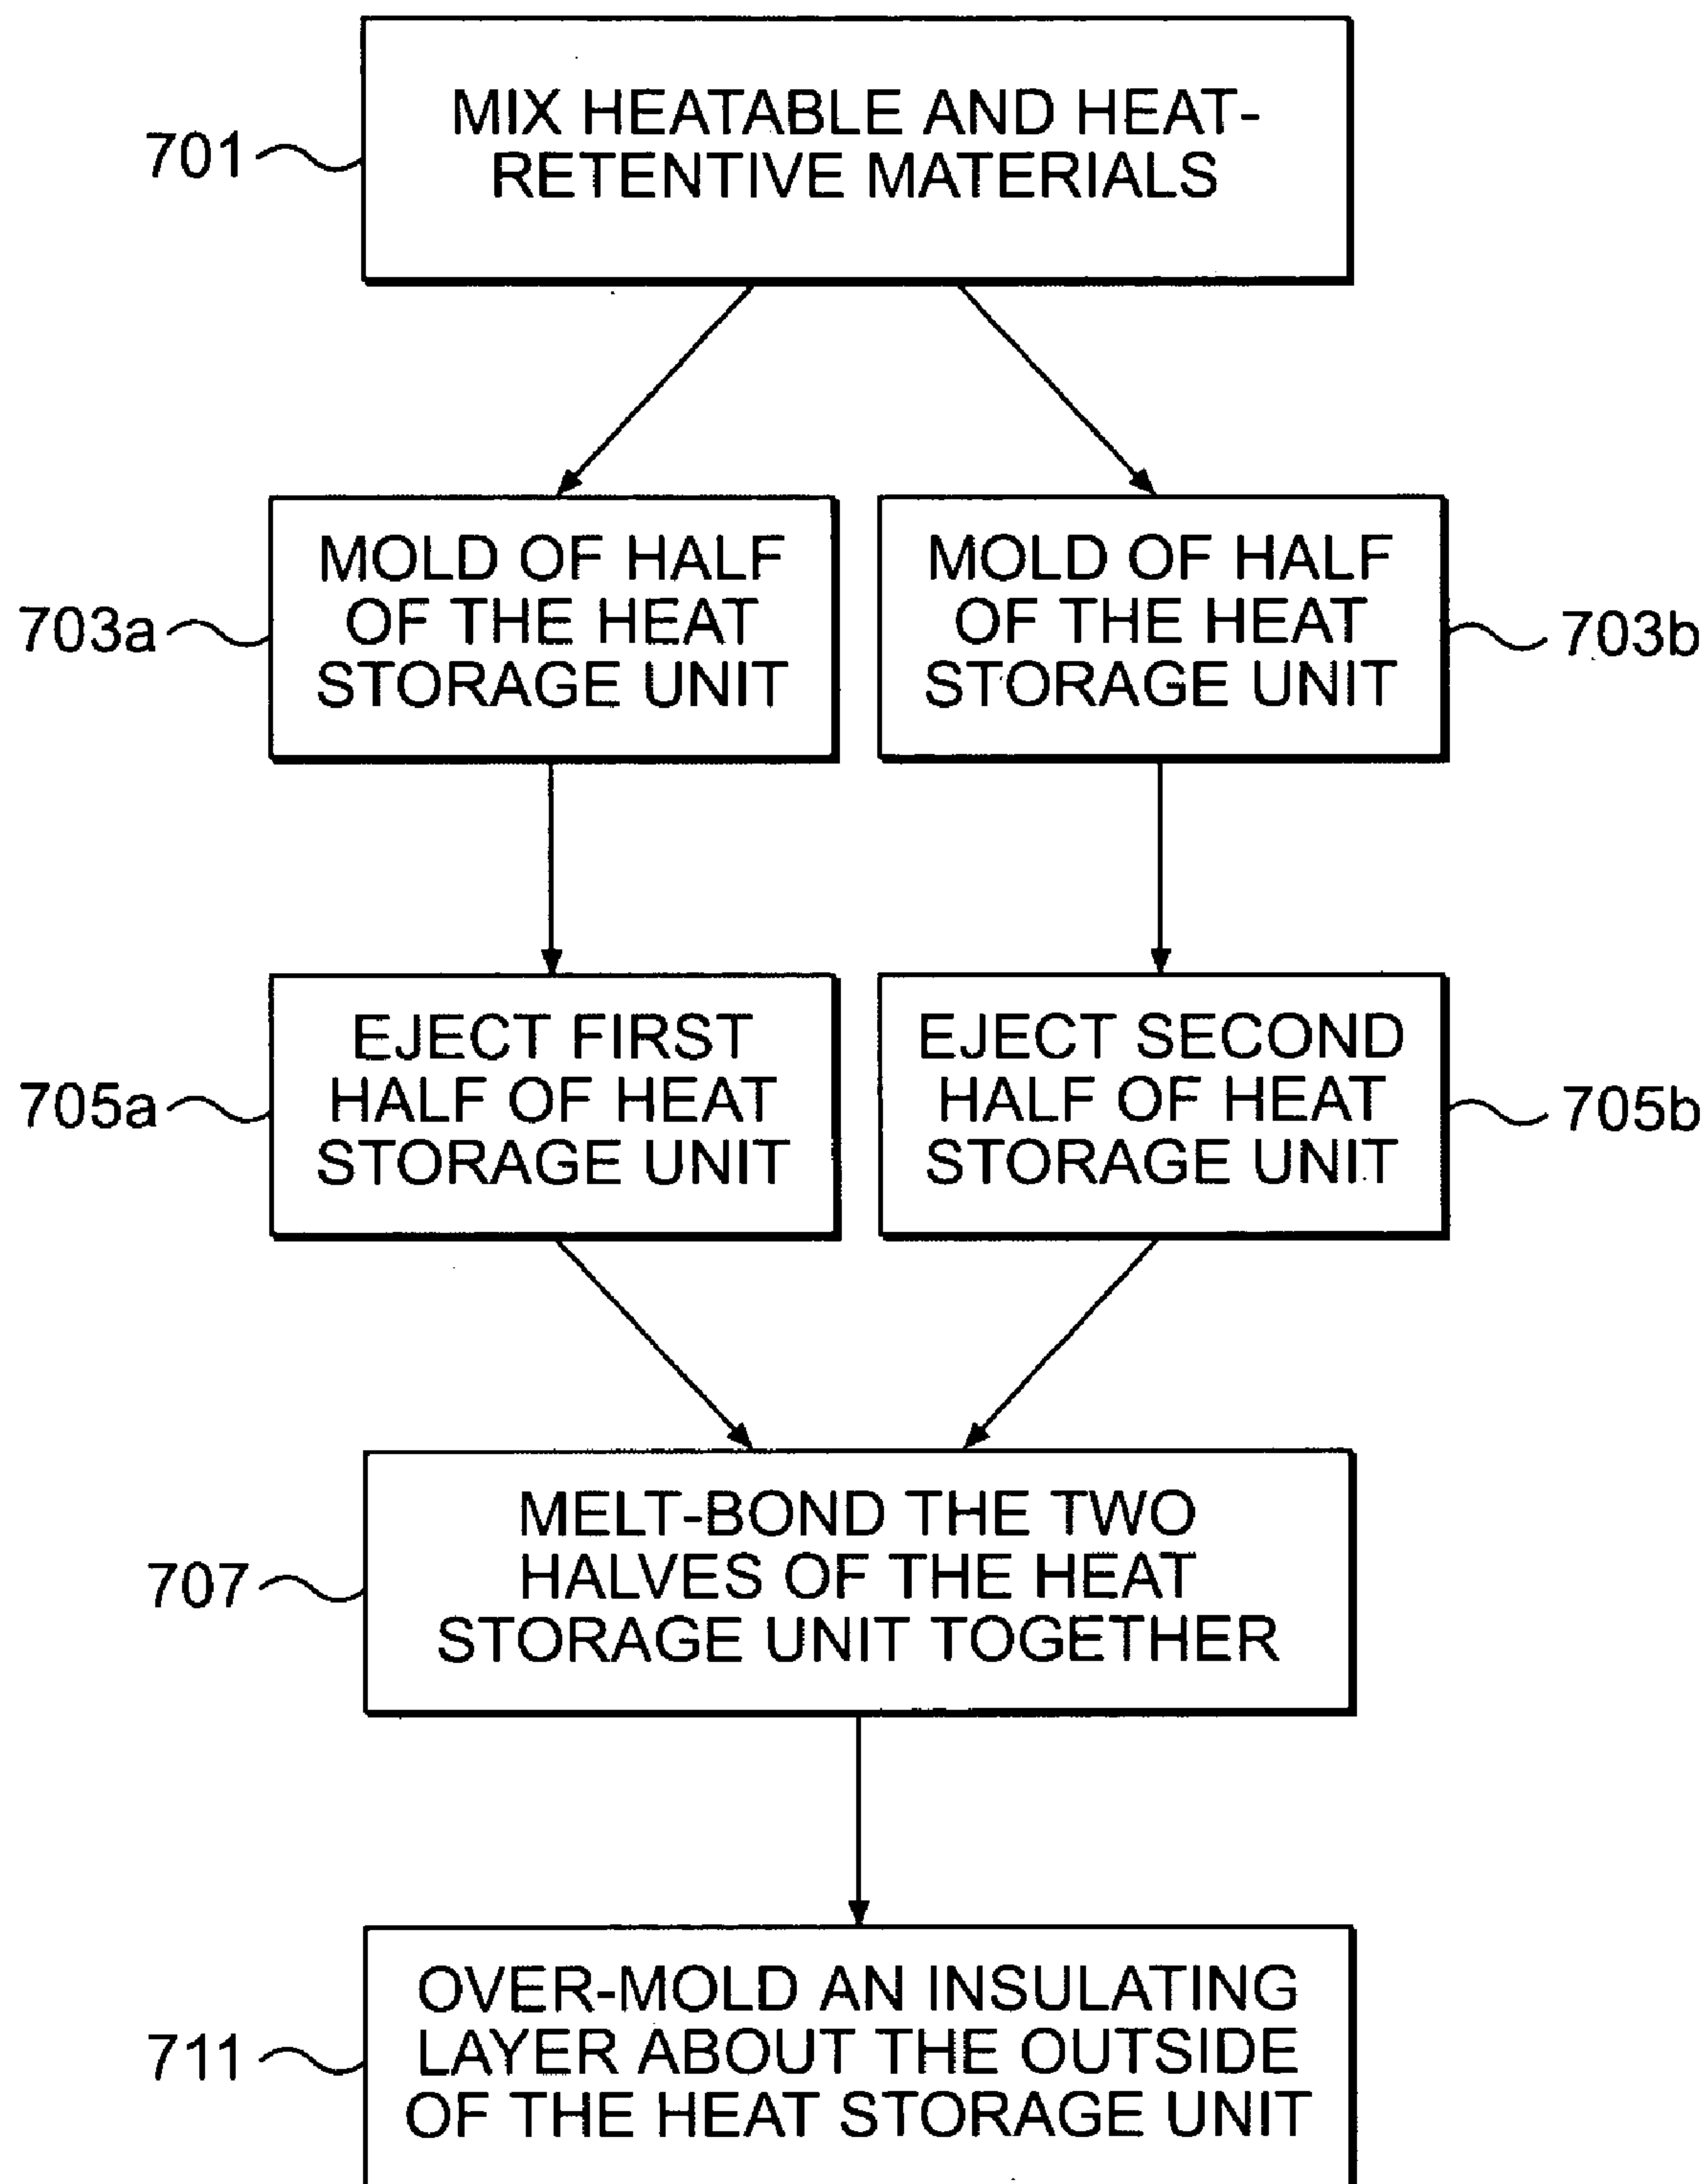 701
MIX HEATABLE AND HEAT-
RETENTIVE MATERIALS
703a
MOLD OF HALF
OF THE HEAT
STORAGE UNIT
MOLD OF HALF
OF THE HEAT
STORAGE UNIT
703b
705a
EJECT FIRST
HALF OF HEAT
STORAGE UNIT
EJECT SECOND
HALF OF HEAT
STORAGE UNIT
705b
707
MELT-BOND THE TWO
HALVES OF THE HEAT
STORAGE UNIT TOGETHER
711
OVER-MOLD AN INSULATING
LAYER ABOUT THE OUTSIDE
OF THE HEAT STORAGE UNIT